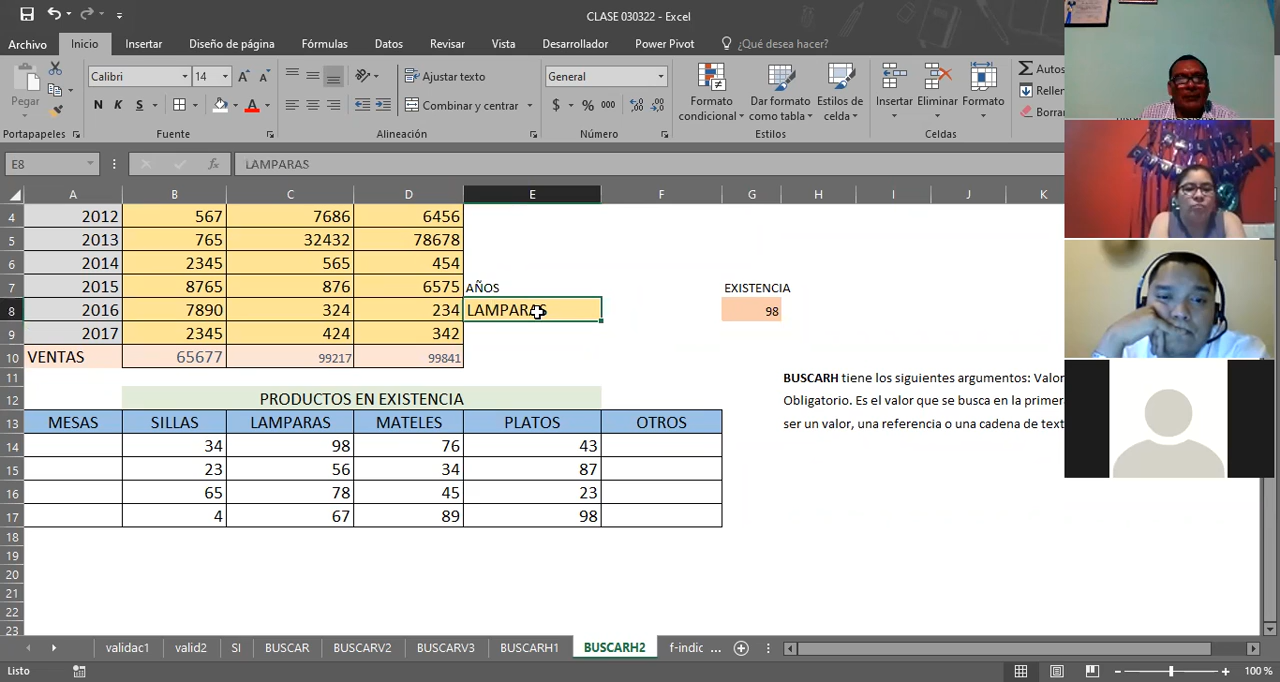 CLASE 030322 - Excel
Archivo Inicio Insertar Diseño de página Fórmulas Datos Revisar Vista Desarrollador Power Pivot ¿Qué desea hacer?
Pegar
Calibri 14
N K S
Ajustar texto
Combinar y centrar
General
$ % 000
Formato condicional
Dar formato como tabla
Estilos de celda
Insertar
Eliminar
Formato
Autos
Rellen
Borra
Portapapeles Fuente Alineación Número Estilos Celdas
E8 fx LAMPARAS
A B C D E F G H I J K
4 2012 567 7686 6456
5 2013 765 32432 78678
6 2014 2345 565 454
7 2015 8765 876 6575 AÑOS EXISTENCIA
8 2016 7890 324 234 LAMPARAS 98
9 2017 2345 424 342
10 VENTAS 65677 99217 99841
11 BUSCARH tiene los siguientes argumentos: Valor
12 PRODUCTOS EN EXISTENCIA Obligatorio. Es el valor que se busca en la primera
13 MESAS SILLAS LAMPARAS MATELES PLATOS OTROS ser un valor, una referencia o una cadena de text
14 34 98 76 43
15 23 56 34 87
16 65 78 45 23
17 4 67 89 98
18
19
20
21
22
23
validac1 valid2 SI BUSCAR BUSCARV2 BUSCARV3 BUSCARH1 BUSCARH2 f-indic ...
Listo 100 %